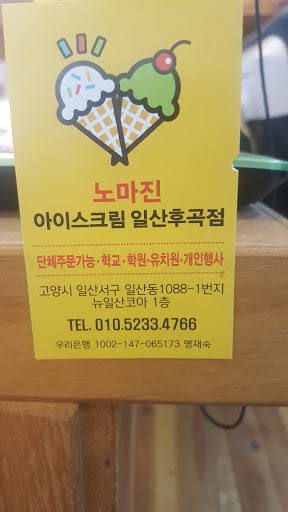 노마진
아이스크림 일산후곡점
단체주문가능·학교·학원·유치원·개인행사
고양시 일산서구 일산동1088-1번지
뉴일산코아 1층
TEL. 010.5233.4766
우리은행 1002-147-065173 명재숙